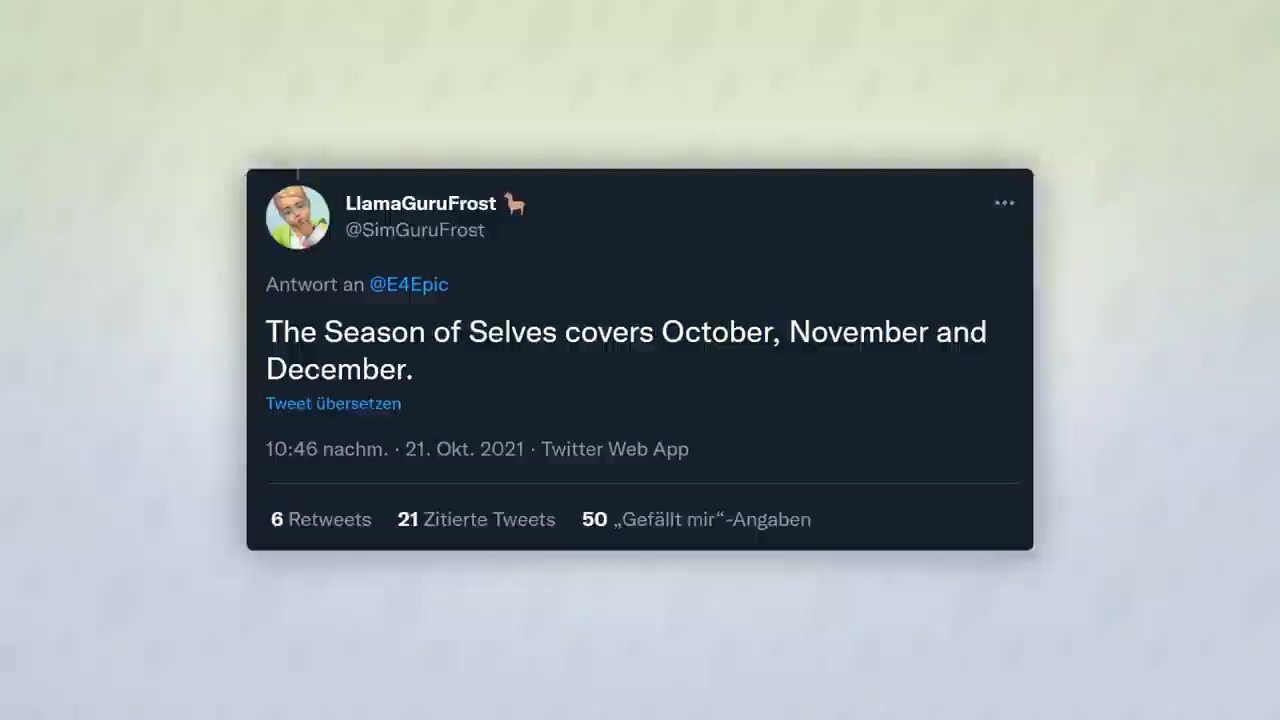 LlamaGuruFrost 🦙
@SimGuruFrost
Antwort an @E4Epic
The Season of Selves covers October, November and
December.
Tweet übersetzen
10:46 nachm. · 21. Okt. 2021 · Twitter Web App
6 Retweets 21 Zitierte Tweets 50 „Gefällt mir“-Angaben